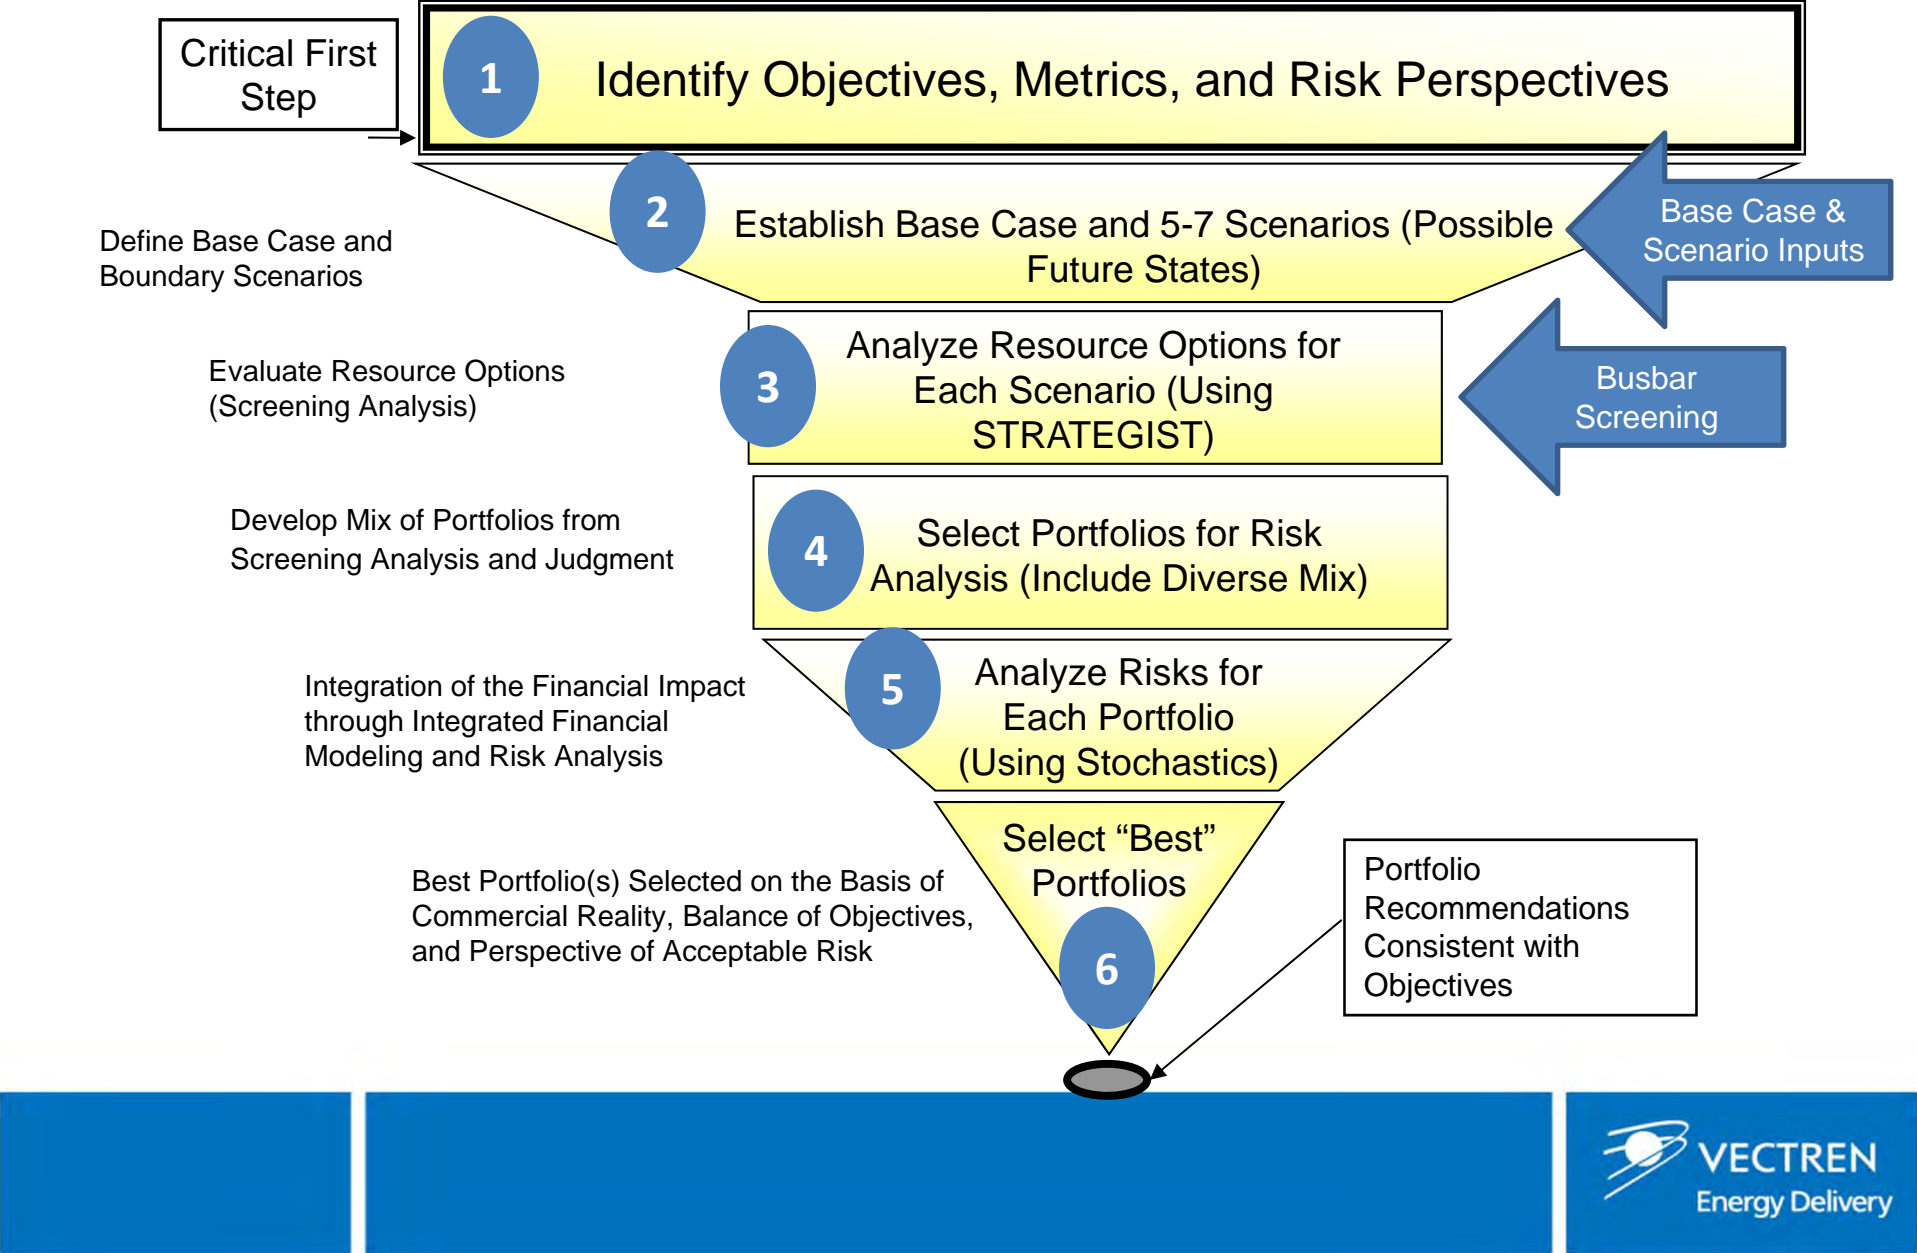 Critical First
Step
1
Identify Objectives, Metrics, and Risk Perspectives
2
Establish Base Case and 5-7 Scenarios (Possible
Future States)
Base Case &
Scenario Inputs
Define Base Case and
Boundary Scenarios
3
Analyze Resource Options for
Each Scenario (Using
STRATEGIST)
Busbar
Screening
Evaluate Resource Options
(Screening Analysis)
4
Select Portfolios for Risk
Analysis (Include Diverse Mix)
Develop Mix of Portfolios from
Screening Analysis and Judgment
5
Analyze Risks for
Each Portfolio
(Using Stochastics)
Integration of the Financial Impact
through Integrated Financial
Modeling and Risk Analysis
Select “Best”
Portfolios
6
Best Portfolio(s) Selected on the Basis of
Commercial Reality, Balance of Objectives,
and Perspective of Acceptable Risk
Portfolio
Recommendations
Consistent with
Objectives
VECTREN
Energy Delivery